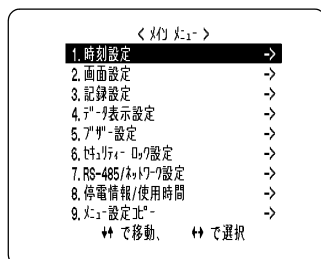 < ﾒｲﾝ ﾒﾆｭｰ >
1. 時刻設定 ->
2. 画面設定 ->
3. 記録設定 ->
4. ﾃﾞｰﾀ表示設定 ->
5. ﾌﾞｻﾞｰ設定 ->
6. ｾｷｭﾘﾃｨｰ ﾛｯｸ設定 ->
7. RS-485/ﾈｯﾄﾜｰｸ設定 ->
8. 停電情報/使用時間 ->
9. ﾒﾆｭｰ設定ｺﾋﾟｰ ->
↓↑ で移動、 ↔ で選択